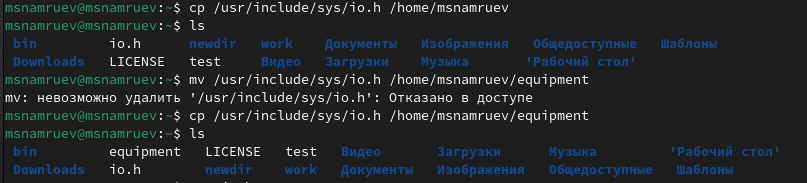 msnamruev@msnamruev:~$ cp /usr/include/sys/io.h /home/msnamruev
msnamruev@msnamruev:~$ ls
bin io.h newdir work Документы Изображения Общедоступные Шаблоны
Downloads LICENSE test Видео Загрузки Музыка 'Рабочий стол'
msnamruev@msnamruev:~$ mv /usr/include/sys/io.h /home/msnamruev/equipment
mv: невозможно удалить '/usr/include/sys/io.h': Отказано в доступе
msnamruev@msnamruev:~$ cp /usr/include/sys/io.h /home/msnamruev/equipment
msnamruev@msnamruev:~$ ls
bin equipment LICENSE test Видео Загрузки Музыка 'Рабочий стол'
Downloads io.h newdir work Документы Изображения Общедоступные Шаблоны